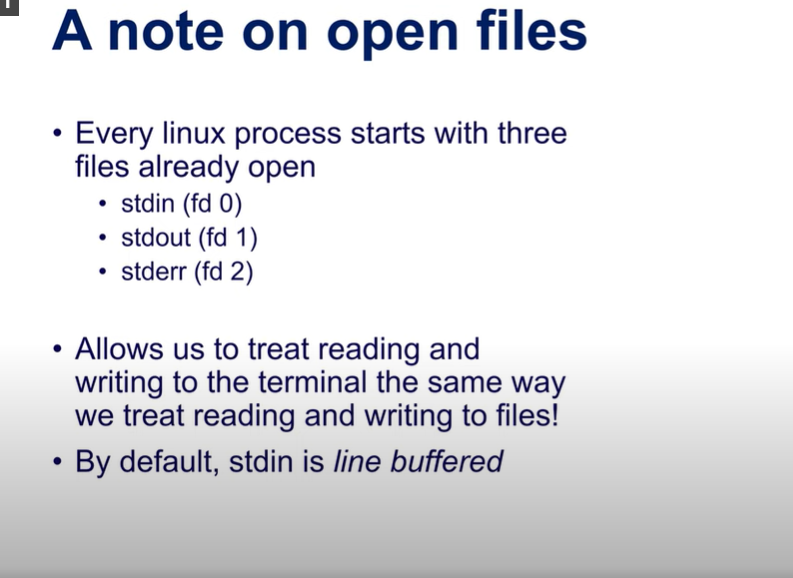 A note on open files
• Every linux process starts with three
files already open
• stdin (fd 0)
• stdout (fd 1)
• stderr (fd 2)
• Allows us to treat reading and
writing to the terminal the same way
we treat reading and writing to files!
• By default, stdin is line buffered